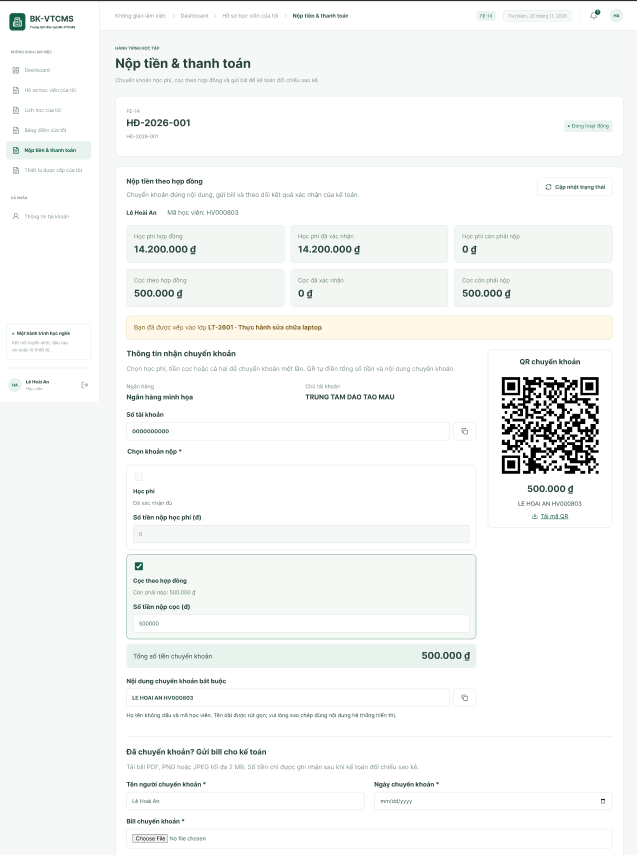 BK-VTCMS
Trung tâm đào tạo BK-VTCMS
KHÔNG GIAN LÀM VIỆC
Dashboard
Hồ sơ học viên của tôi
Lịch học của tôi
Bảng điểm của tôi
Nộp tiền & thanh toán
Thiết bị được cấp của tôi
CÁ NHÂN
Thông tin tài khoản
Một hành trình học nghề
Kết nối tuyển sinh, đào tạo
và quản lý thiết bị.
HA
Lê Hoài An
Học viên
Không gian làm việc
Dashboard
Hồ sơ học viên của tôi
Nộp tiền & thanh toán
FE-14
Thứ Năm, 26 tháng 11, 2026
HA
HÀNH TRÌNH HỌC TẬP
Nộp tiền & thanh toán
Chuyển khoản học phí, cọc theo hợp đồng và gửi bill để kế toán đối chiếu sao kê.
FE-14
HĐ-2026-001
HĐ-2026-001
Đang hoạt động
Nộp tiền theo hợp đồng
Chuyển khoản đúng nội dung, gửi bill và theo dõi kết quả xác nhận của kế toán.
Cập nhật trạng thái
Lê Hoài An Mã học viên: HV000803
Học phí hợp đồng
14.200.000 ₫
Học phí đã xác nhận
14.200.000 ₫
Học phí còn phải nộp
0 ₫
Cọc theo hợp đồng
500.000 ₫
Cọc đã xác nhận
0 ₫
Cọc còn phải nộp
500.000 ₫
Bạn đã được xếp vào lớp LT-2601 · Thực hành sửa chữa laptop
Thông tin nhận chuyển khoản
Chọn học phí, tiền cọc hoặc cả hai để chuyển khoản một lần. QR tự điền tổng số tiền và nội dung chuyển khoản.
Ngân hàng
Ngân hàng minh họa
Chủ tài khoản
TRUNG TAM DAO TAO MAU
Số tài khoản
0000000000
Chọn khoản nộp *
Học phí
Đã xác nhận đủ
Số tiền nộp học phí (đ)
0
Cọc theo hợp đồng
Còn phải nộp: 500.000 ₫
Số tiền nộp cọc (đ)
500000
Tổng số tiền chuyển khoản
500.000 ₫
Nội dung chuyển khoản bắt buộc
LE HOAI AN HV000803
Họ tên không dấu và mã học viên. Tên dài được rút gọn; vui lòng sao chép đúng nội dung hệ thống hiển thị.
QR chuyển khoản
500.000 ₫
LE HOAI AN HV000803
Tải mã QR
Đã chuyển khoản? Gửi bill cho kế toán
Tải bill PDF, PNG hoặc JPEG tối đa 2 MB. Số tiền chỉ được ghi nhận sau khi kế toán đối chiếu sao kê.
Tên người chuyển khoản *
Lê Hoài An
Ngày chuyển khoản *
mm/dd/yyyy
Bill chuyển khoản *
Choose File No file chosen